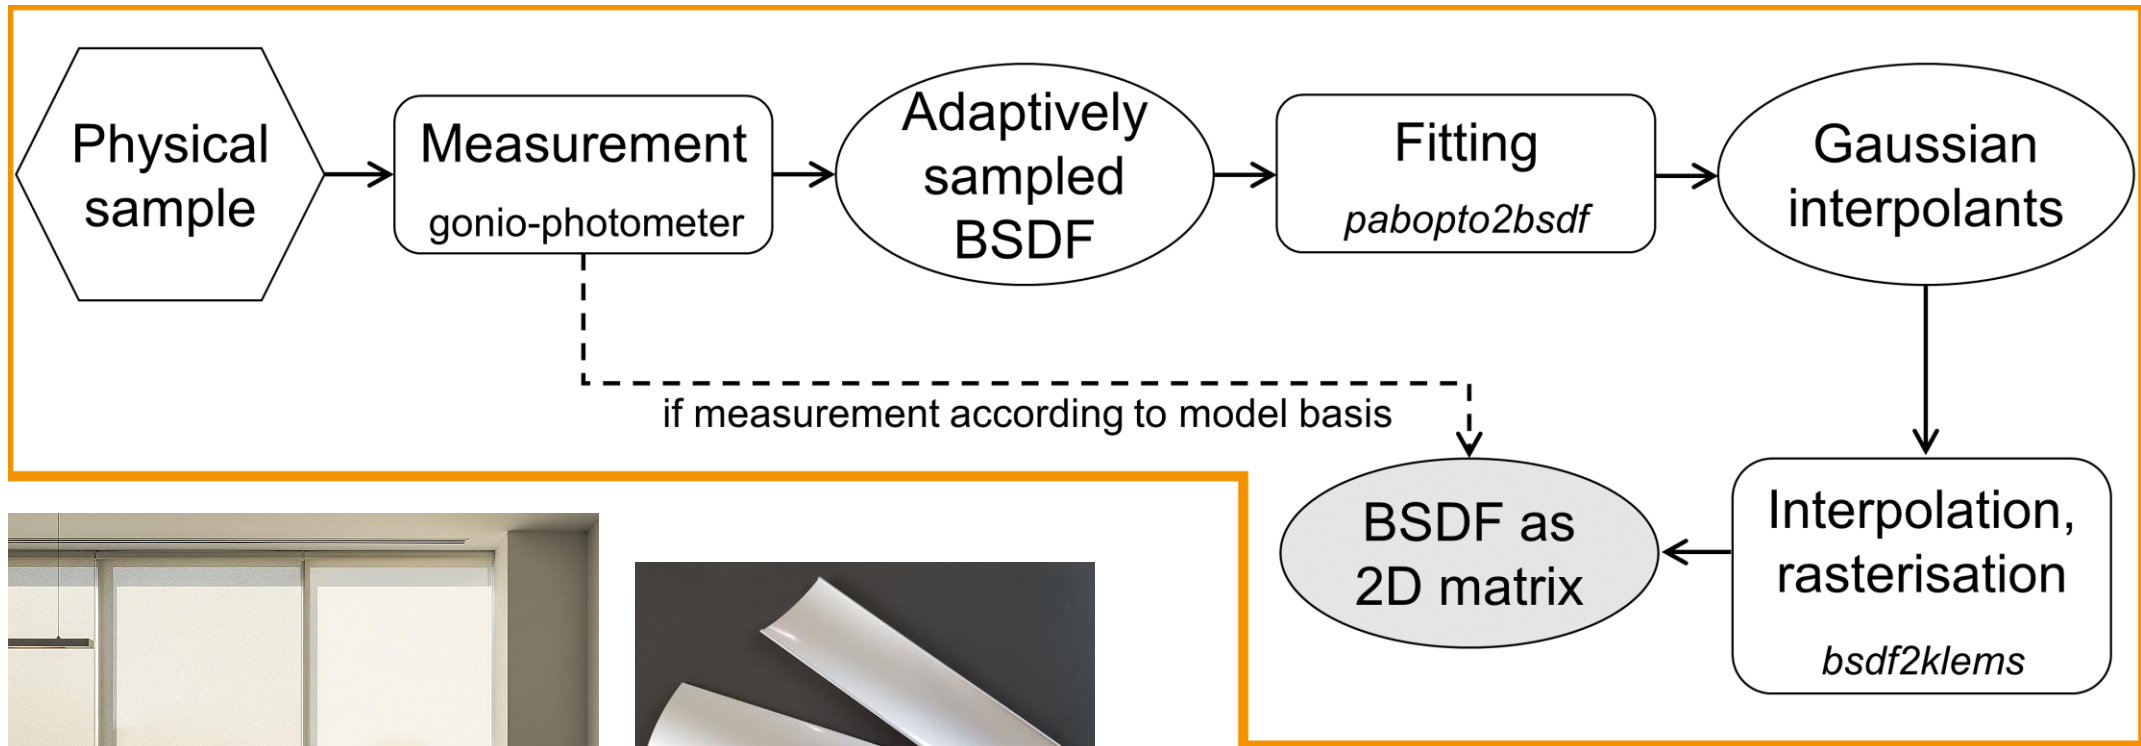 Physical
sample
Measurement
gonio-photometer
Adaptively
sampled
BSDF
Fitting
pabopto2bsdf
Gaussian
interpolants
if measurement according to model basis
BSDF as
2D matrix
Interpolation,
rasterisation
bsdf2klems